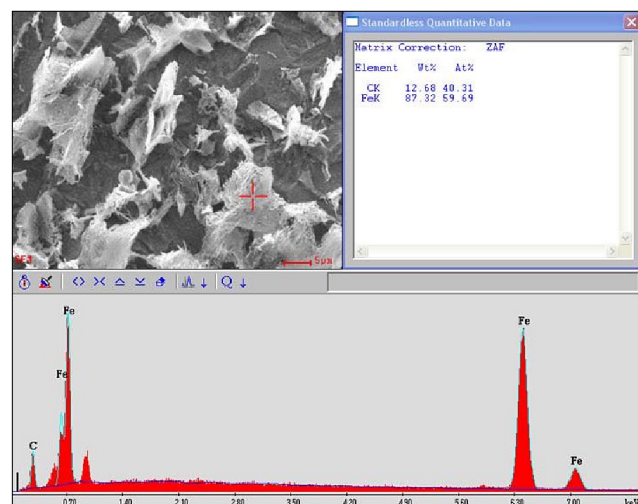 Standardless Quantitative Data
Matrix Correction: ZAF
Element Wt% At%
CK 12.68 40.31
FeK 87.32 59.69
SE1
5µm
Q
Fe
Fe
Fe
C
Fe
0.70 1.40 2.10 2.80 3.50 4.20 4.90 5.60 6.30 7.00